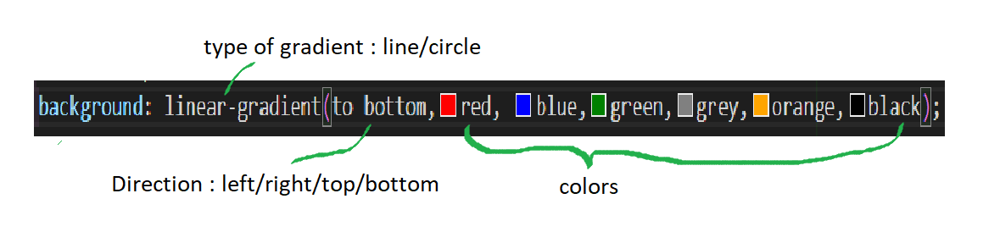 type of gradient : line/circle
background: linear-gradient(to bottom, red, blue, green, grey, orange, black);
Direction : left/right/top/bottom
colors